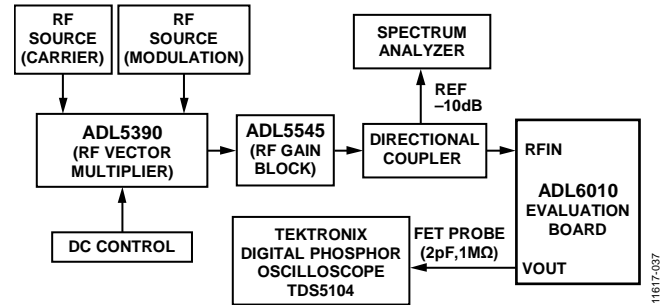 RF
SOURCE
(CARRIER)
RF
SOURCE
(MODULATION)
SPECTRUM
ANALYZER
REF
–10dB
ADL5390
(RF VECTOR
MULTIPLIER)
ADL5545
(RF GAIN
BLOCK)
DIRECTIONAL
COUPLER
RFIN
ADL6010
EVALUATION
BOARD
VOUT
DC CONTROL
TEKTRONIX
DIGITAL PHOSPHOR
OSCILLOSCOPE
TDS5104
FET PROBE
(2pF,1MΩ)
11617-037